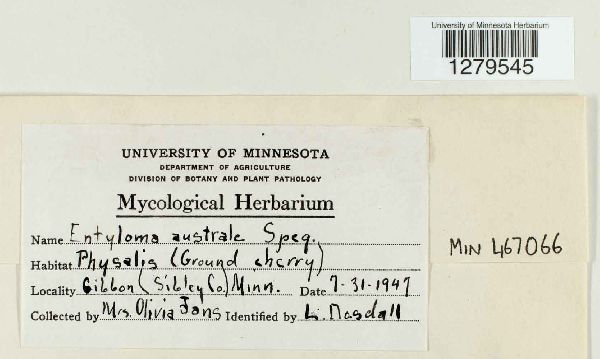 University of Minnesota Herbarium
1279545
UNIVERSITY OF MINNESOTA
DEPARTMENT OF AGRICULTURE
DIVISION OF BOTANY AND PLANT PATHOLOGY
Mycological Herbarium
Name Entyloma australe Speg.
Habitat Physalis (Ground cherry)
Locality Gibbon (Sibley Co) Minn. Date 7-31-1947
Collected by Mrs. Olivia Identified by
MIN 467066